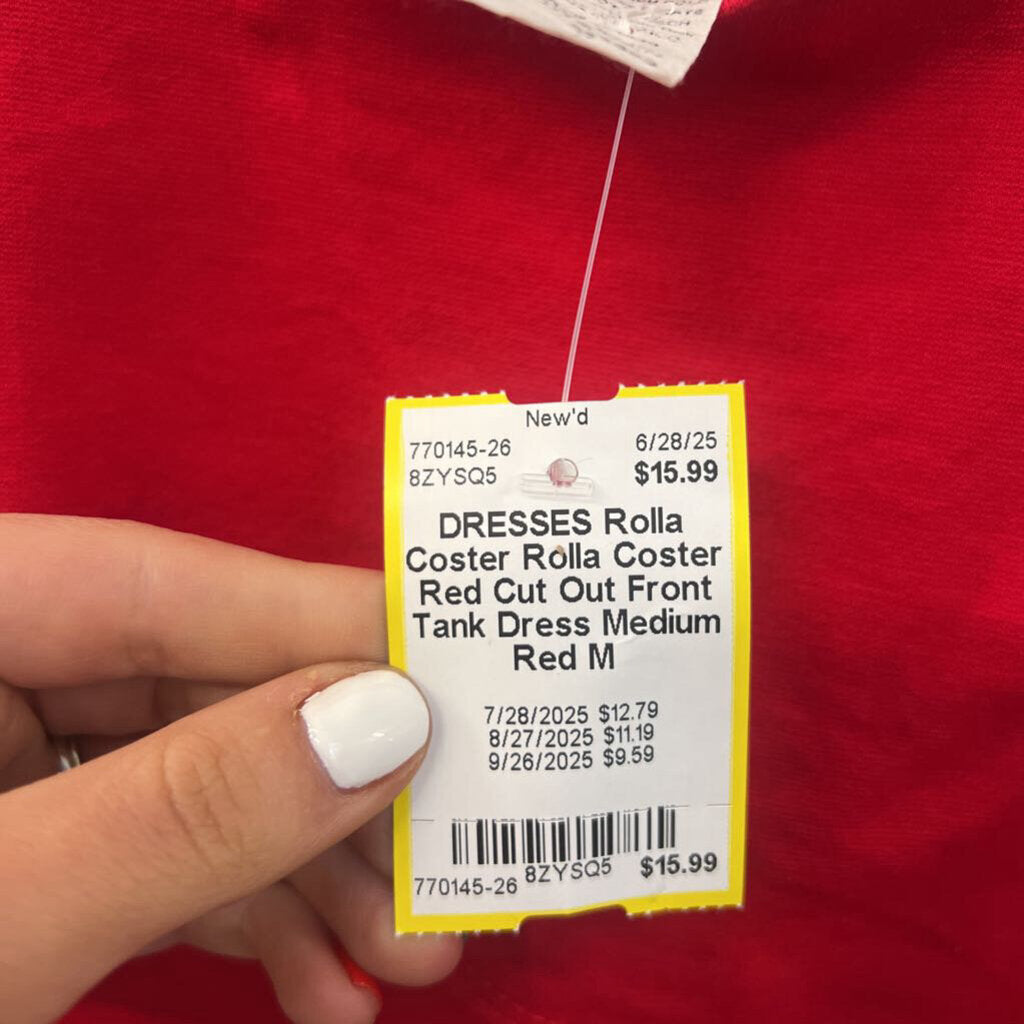 New'd
770145-26 6/28/25
8ZYSQ5 $15.99
DRESSES Rolla
Coster Rolla Coster
Red Cut Out Front
Tank Dress Medium
Red M
7/28/2025 $12.79
8/27/2025 $11.19
9/26/2025 $9.59
770145-26 8ZYSQ5 $15.99